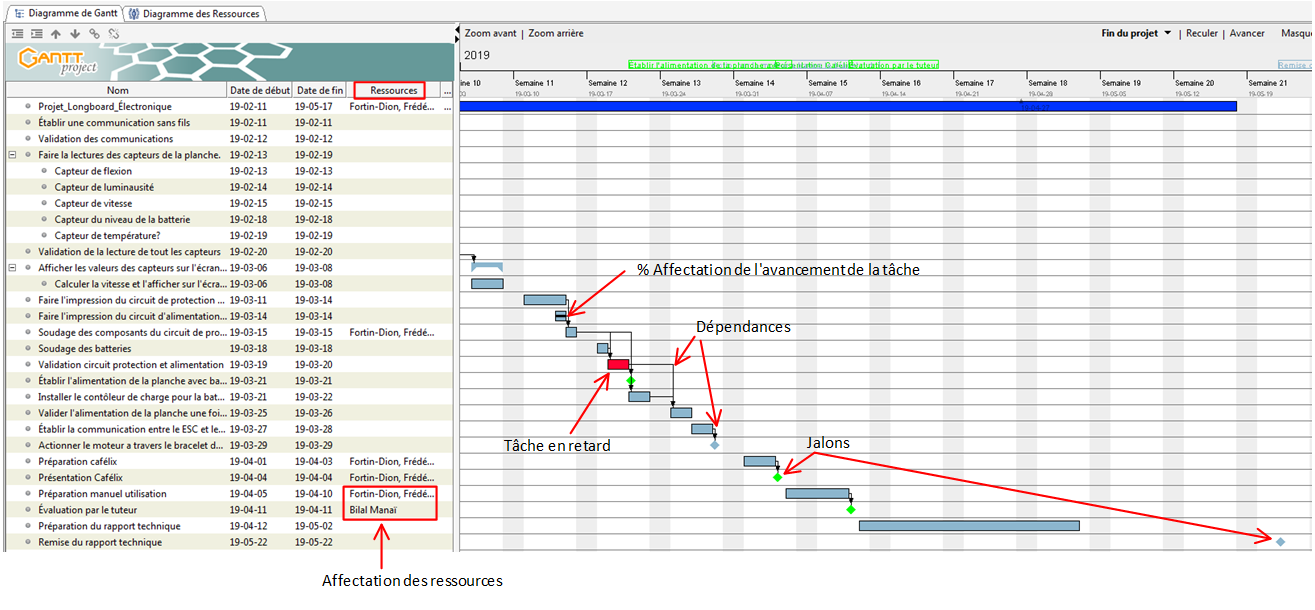 Diagramme de Gantt Diagramme des Ressources
Zoom avant | Zoom arrière Fin du projet | Reculer | Avancer Masqu
GANTT project
2019
Évaluation par le tuteur Remise
ine 10 Semaine 11 Semaine 12 Semaine 13 Semaine 14 Semaine 15 Semaine 16 Semaine 17 Semaine 18 Semaine 19 Semaine 20 Semaine 21
19-03-10 19-03-17 19-03-24 19-03-31 19-04-07 19-04-14 19-04-21 19-04-28 19-05-05 19-05-12 19-05-19
Nom Date de début Date de fin Ressources ...
Projet_Longboard_Électronique 19-02-11 19-05-17 Fortin-Dion, Frédé...
Établir une communication sans fils 19-02-11 19-02-11
Validation des communications 19-02-12 19-02-12
Faire la lectures des capteurs de la planche. 19-02-13 19-02-19
Capteur de flexion 19-02-13 19-02-13
Capteur de luminausité 19-02-14 19-02-14
Capteur de vitesse 19-02-15 19-02-15
Capteur du niveau de la batterie 19-02-18 19-02-18
Capteur de température? 19-02-19 19-02-19
Validation de la lecture de tout les capteurs 19-02-20 19-02-20
Afficher les valeurs des capteurs sur l'écran... 19-03-06 19-03-08
Calculer la vitesse et l'afficher sur l'écra... 19-03-06 19-03-08
Faire l'impression du circuit de protection ... 19-03-11 19-03-14
Faire l'impression du circuit d'alimentation... 19-03-14 19-03-14
Soudage des composants du circuit de pro... 19-03-15 19-03-15 Fortin-Dion, Frédé...
Soudage des batteries 19-03-18 19-03-18
Validation circuit protection et alimentation 19-03-19 19-03-20
Établir l'alimentation de la planche avec ba... 19-03-21 19-03-21
Installer le contôleur de charge pour la bat... 19-03-21 19-03-22
Valider l'alimentation de la planche une foi... 19-03-25 19-03-26
Établir la communication entre le ESC et le... 19-03-27 19-03-28
Actionner le moteur a travers le bracelet d... 19-03-29 19-03-29
Préparation cafélix 19-04-01 19-04-03 Fortin-Dion, Frédé...
Présentation Cafélix 19-04-04 19-04-04 Fortin-Dion, Frédé...
Préparation manuel utilisation 19-04-05 19-04-10 Fortin-Dion, Frédé...
Évaluation par le tuteur 19-04-11 19-04-11 Bilal Manaï
Préparation du rapport technique 19-04-12 19-05-02
Remise du rapport technique 19-05-22 19-05-22
% Affectation de l'avancement de la tâche
Dépendances
Tâche en retard
Jalons
Affectation des ressources